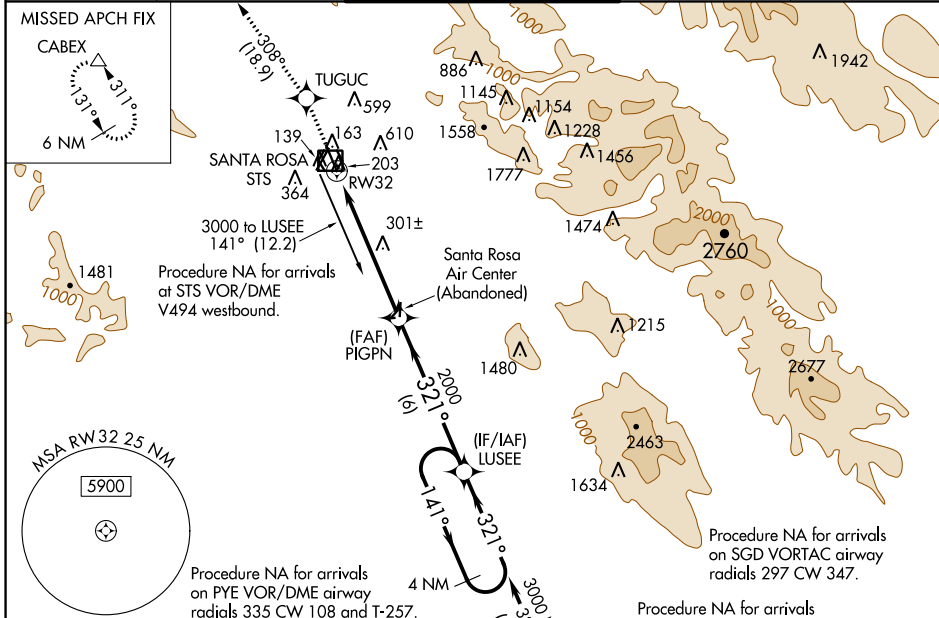 MISSED APCH FIX
CABEX
311°
131°
6 NM
308°
(18.9)
TUGUC
599
139
163
610
SANTA ROSA
STS
203
RW32
364
3000 to LUSEE
141° (12.2)
301±
Procedure NA for arrivals
at STS VOR/DME
V494 westbound.
Santa Rosa
Air Center
(Abandoned)
(FAF)
PIGPN
2000
321°
(6)
(IF/IAF)
LUSEE
141°
321°
4 NM
3000
1000
886
1000
1145
1154
1558
1228
1456
1777
1942
1474
2000
2760
1000
1481
1000
1215
1480
2677
1000
2463
1634
MSA RW32 25 NM
5900
Procedure NA for arrivals
on PYE VOR/DME airway
radials 335 CW 108 and T-257.
Procedure NA for arrivals
on SGD VORTAC airway
radials 297 CW 347.
Procedure NA for arrivals